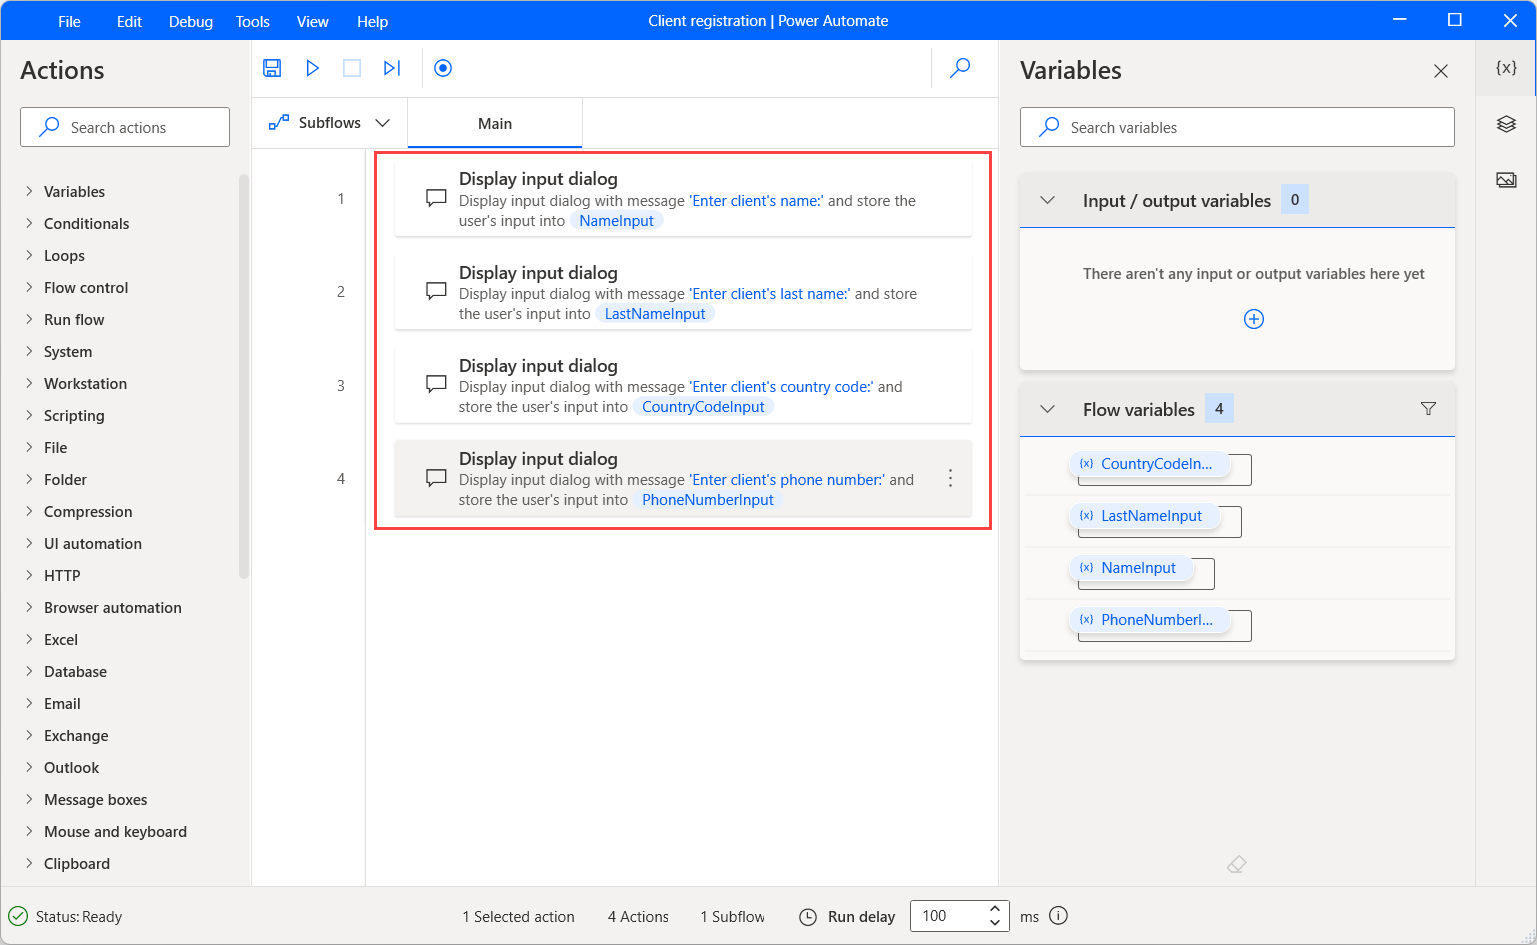 File Edit Debug Tools View Help Client registration | Power Automate
Actions
Search actions
Variables
Conditionals
Loops
Flow control
Run flow
System
Workstation
Scripting
File
Folder
Compression
UI automation
HTTP
Browser automation
Excel
Database
Email
Exchange
Outlook
Message boxes
Mouse and keyboard
Clipboard
Subflows Main
1
Display input dialog
Display input dialog with message 'Enter client's name:' and store the
user's input into NameInput
2
Display input dialog
Display input dialog with message 'Enter client's last name:' and store
the user's input into LastNameInput
3
Display input dialog
Display input dialog with message 'Enter client's country code:' and
store the user's input into CountryCodeInput
4
Display input dialog
Display input dialog with message 'Enter client's phone number:' and
store the user's input into PhoneNumberInput
Variables
{x}
Search variables
Input / output variables 0
There aren't any input or output variables here yet
Flow variables 4
{x} CountryCodeIn...
{x} LastNameInput
{x} NameInput
{x} PhoneNumberI...
Status: Ready 1 Selected action 4 Actions 1 Subflow Run delay 100 ms